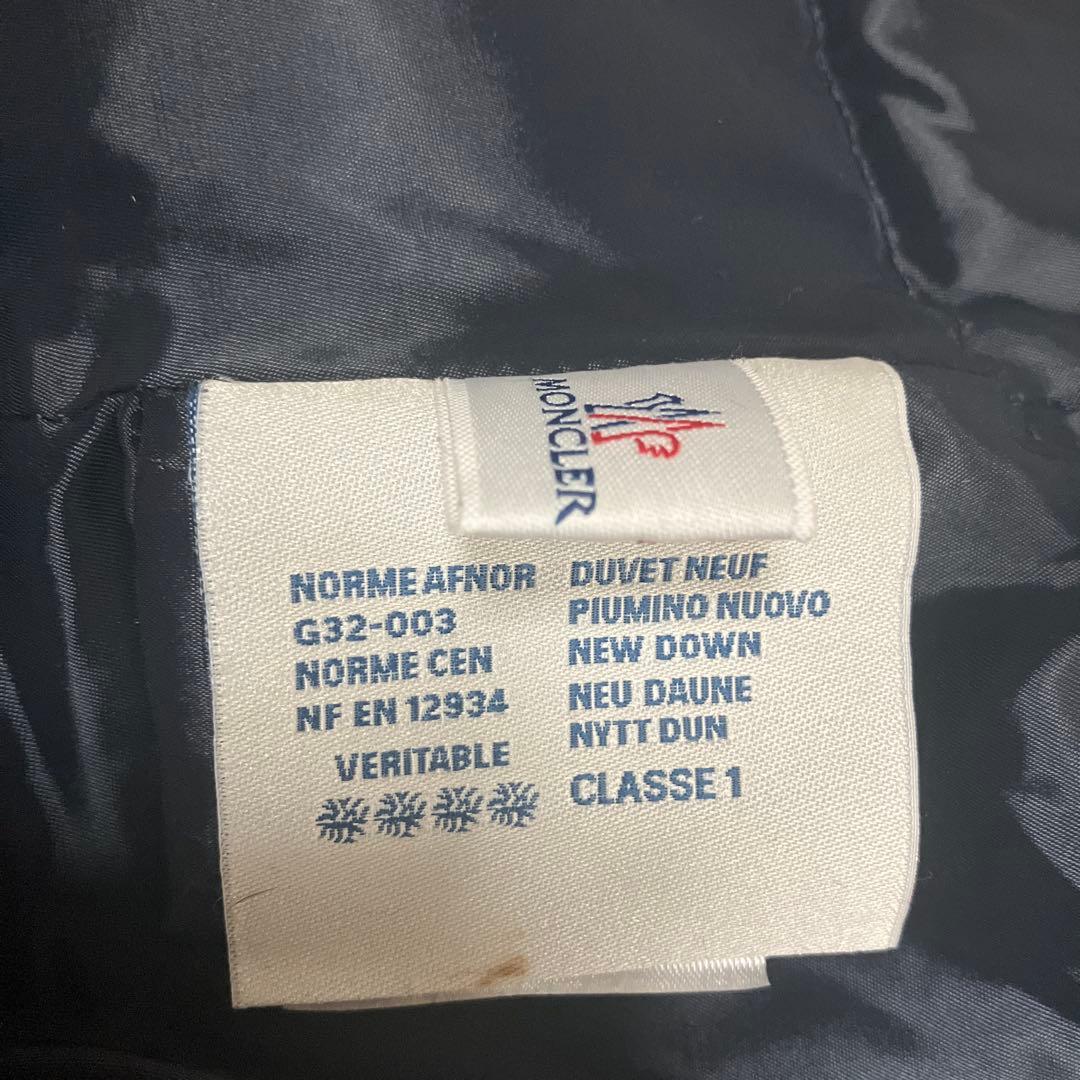 MONCLER
NORME AFNOR
G32-003
NORME CEN
NF EN 12934
VERITABLE
DUVET NEUF
PIUMINO NUOVO
NEW DOWN
NEU DAUNE
NYTT DUN
CLASSE 1